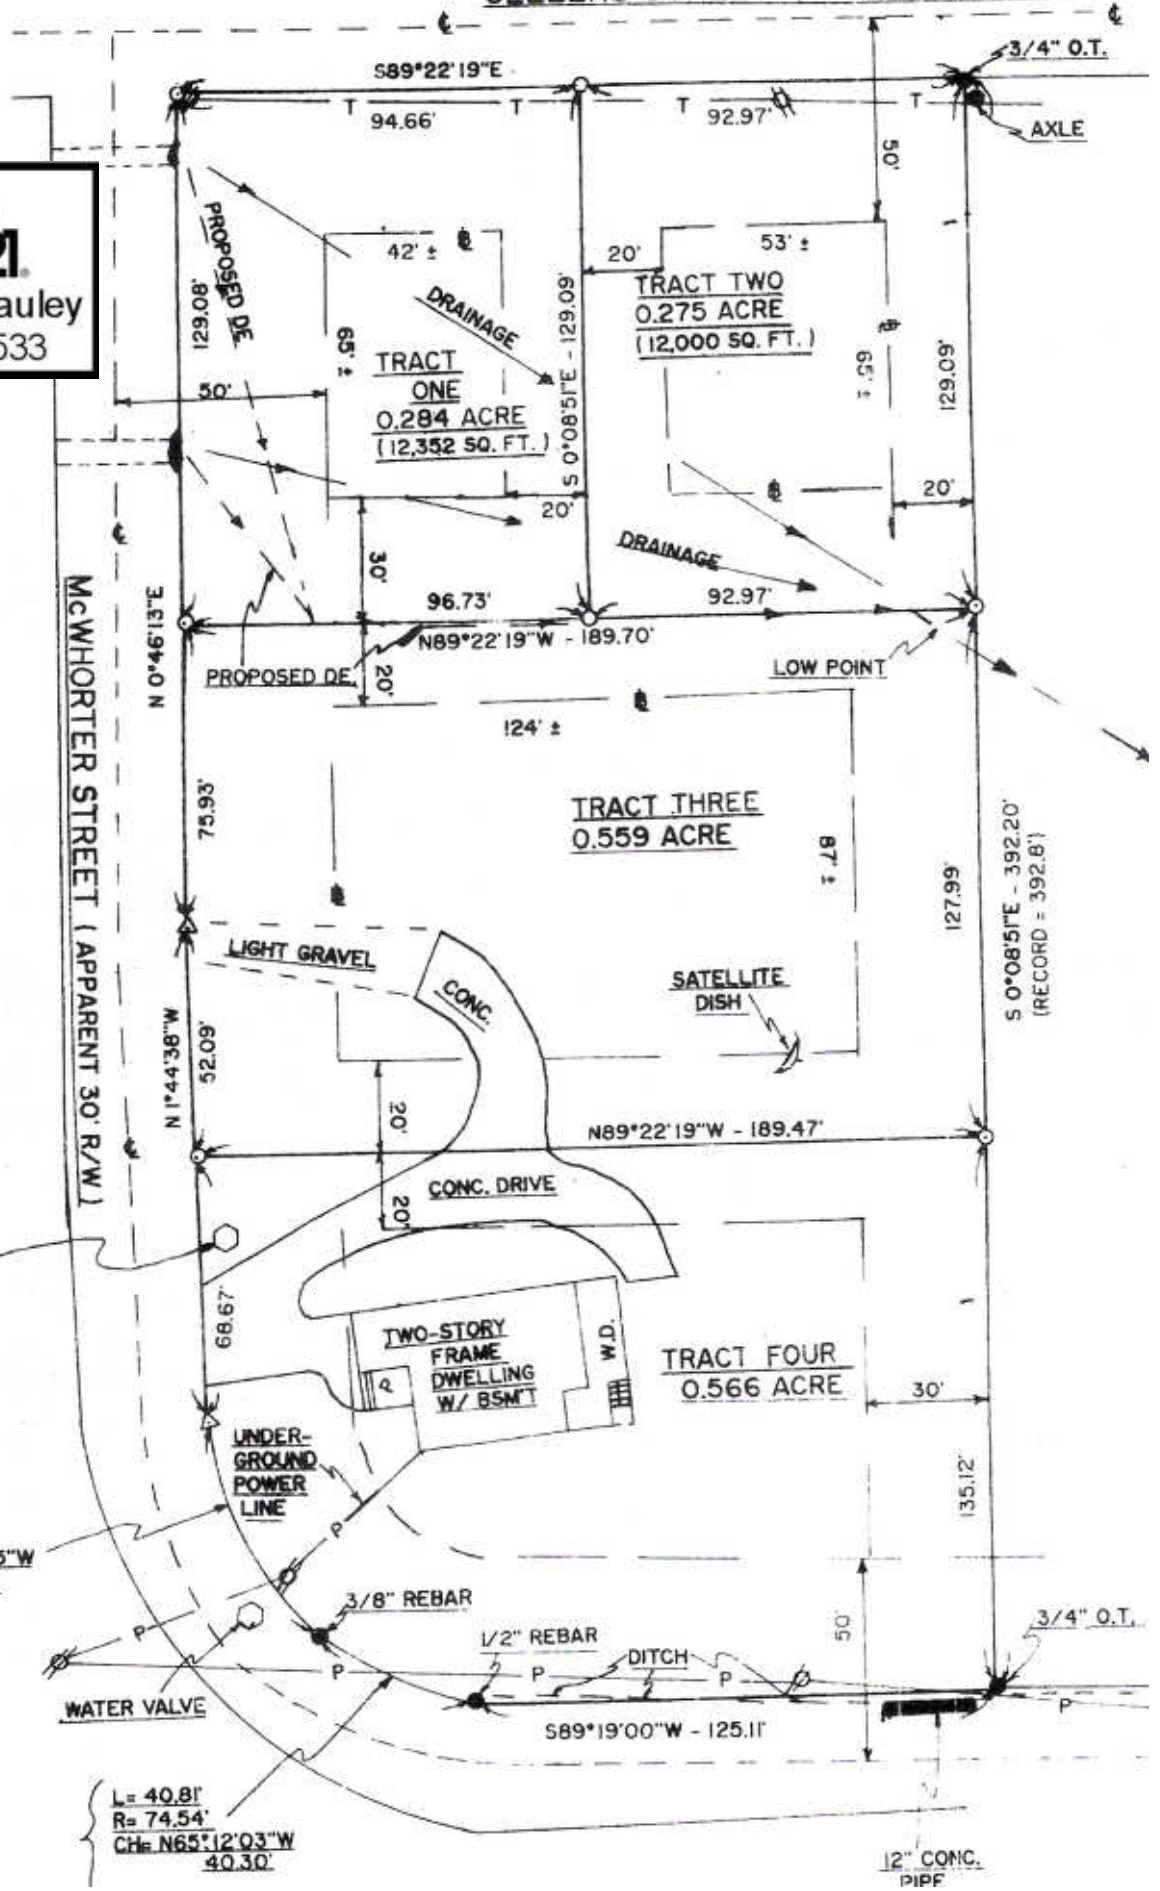 S89°22'19"E
3/4" O.T.
T
T
T
T
94.66'
92.97'
AXLE
50'
auley
533
PROPOSED DE.
129.08'
42' ±
20'
53' ±
TRACT TWO
0.275 ACRE
(12,000 SQ. FT.)
DRAINAGE
S 0°08'51"E - 129.09'
65' ±
65' ±
129.09'
TRACT
ONE
0.284 ACRE
(12,352 SQ. FT.)
50'
20'
20'
30'
DRAINAGE
96.73'
92.97'
N 0°46'13"E
N89°22'19"W - 189.70'
PROPOSED DE.
20'
LOW POINT
124' ±
McWHORTER STREET (APPARENT 30' R/W)
75.93'
TRACT THREE
0.559 ACRE
87' ±
127.99'
S 0°08'51"E - 392.20'
(RECORD = 392.8')
LIGHT GRAVEL
CONC.
SATELLITE
DISH
N 1°44'38"W
52.09'
20'
N89°22'19"W - 189.47'
CONC. DRIVE
20'
68.67'
TWO-STORY
FRAME
DWELLING
W/ BSM'T
W.D.
P
TRACT FOUR
0.566 ACRE
30'
UNDER-
GROUND
POWER
LINE
P
135.12'
5"W
3/8" REBAR
50'
3/4" O.T.
P
1/2" REBAR
DITCH
P
P
P
P
WATER VALVE
S89°19'00"W - 125.11'
L= 40.81'
R= 74.54'
CH= N65°12'03"W
40.30'
12" CONC.
PIPE